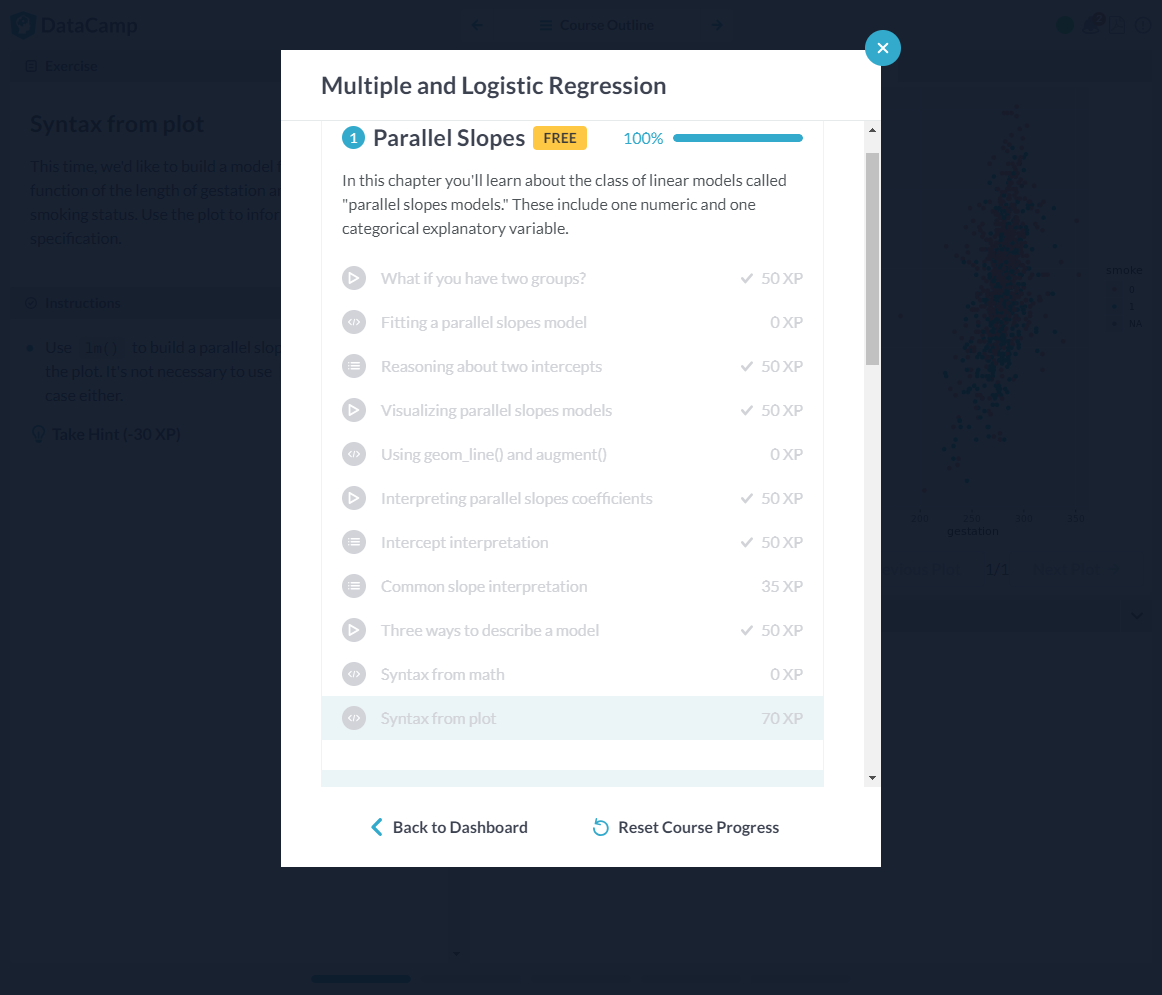 DataCamp
Course Outline
Exercise
Syntax from plot
This time, we'd like to build a model
function of the length of gestation
smoking status. Use the plot to
specification.
Instructions
Use lm() to build a parallel
the plot. It's not necessary to use
case either.
Take Hint (-30 XP)
Multiple and Logistic Regression
1 Parallel Slopes FREE 100%
In this chapter you'll learn about the class of linear models called
"parallel slopes models." These include one numeric and one
categorical explanatory variable.
What if you have two groups? 50 XP
Fitting a parallel slopes model 0 XP
Reasoning about two intercepts 50 XP
Visualizing parallel slopes models 50 XP
Using geom_line() and augment() 0 XP
Interpreting parallel slopes coefficients 50 XP
Intercept interpretation 50 XP
Common slope interpretation 35 XP
Three ways to describe a model 50 XP
Syntax from math 0 XP
Syntax from plot 70 XP
Back to Dashboard
Reset Course Progress
smoke
0
1
NA
200 250 300 350
gestation
1/1